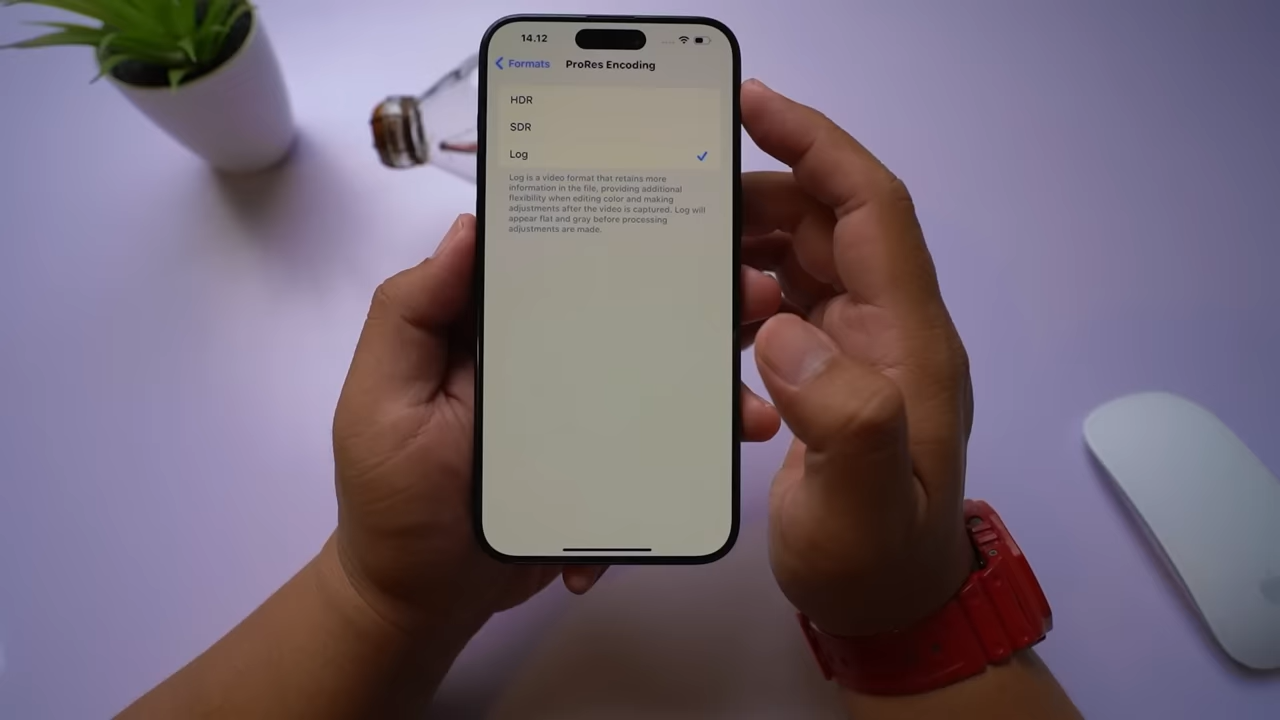 14.12
Formats
ProRes Encoding
HDR
SDR
Log
Log is a video format that retains more
information in the file, providing additional
flexibility when editing color and making
adjustments after the video is captured. Log will
appear flat and gray before processing
adjustments are made.